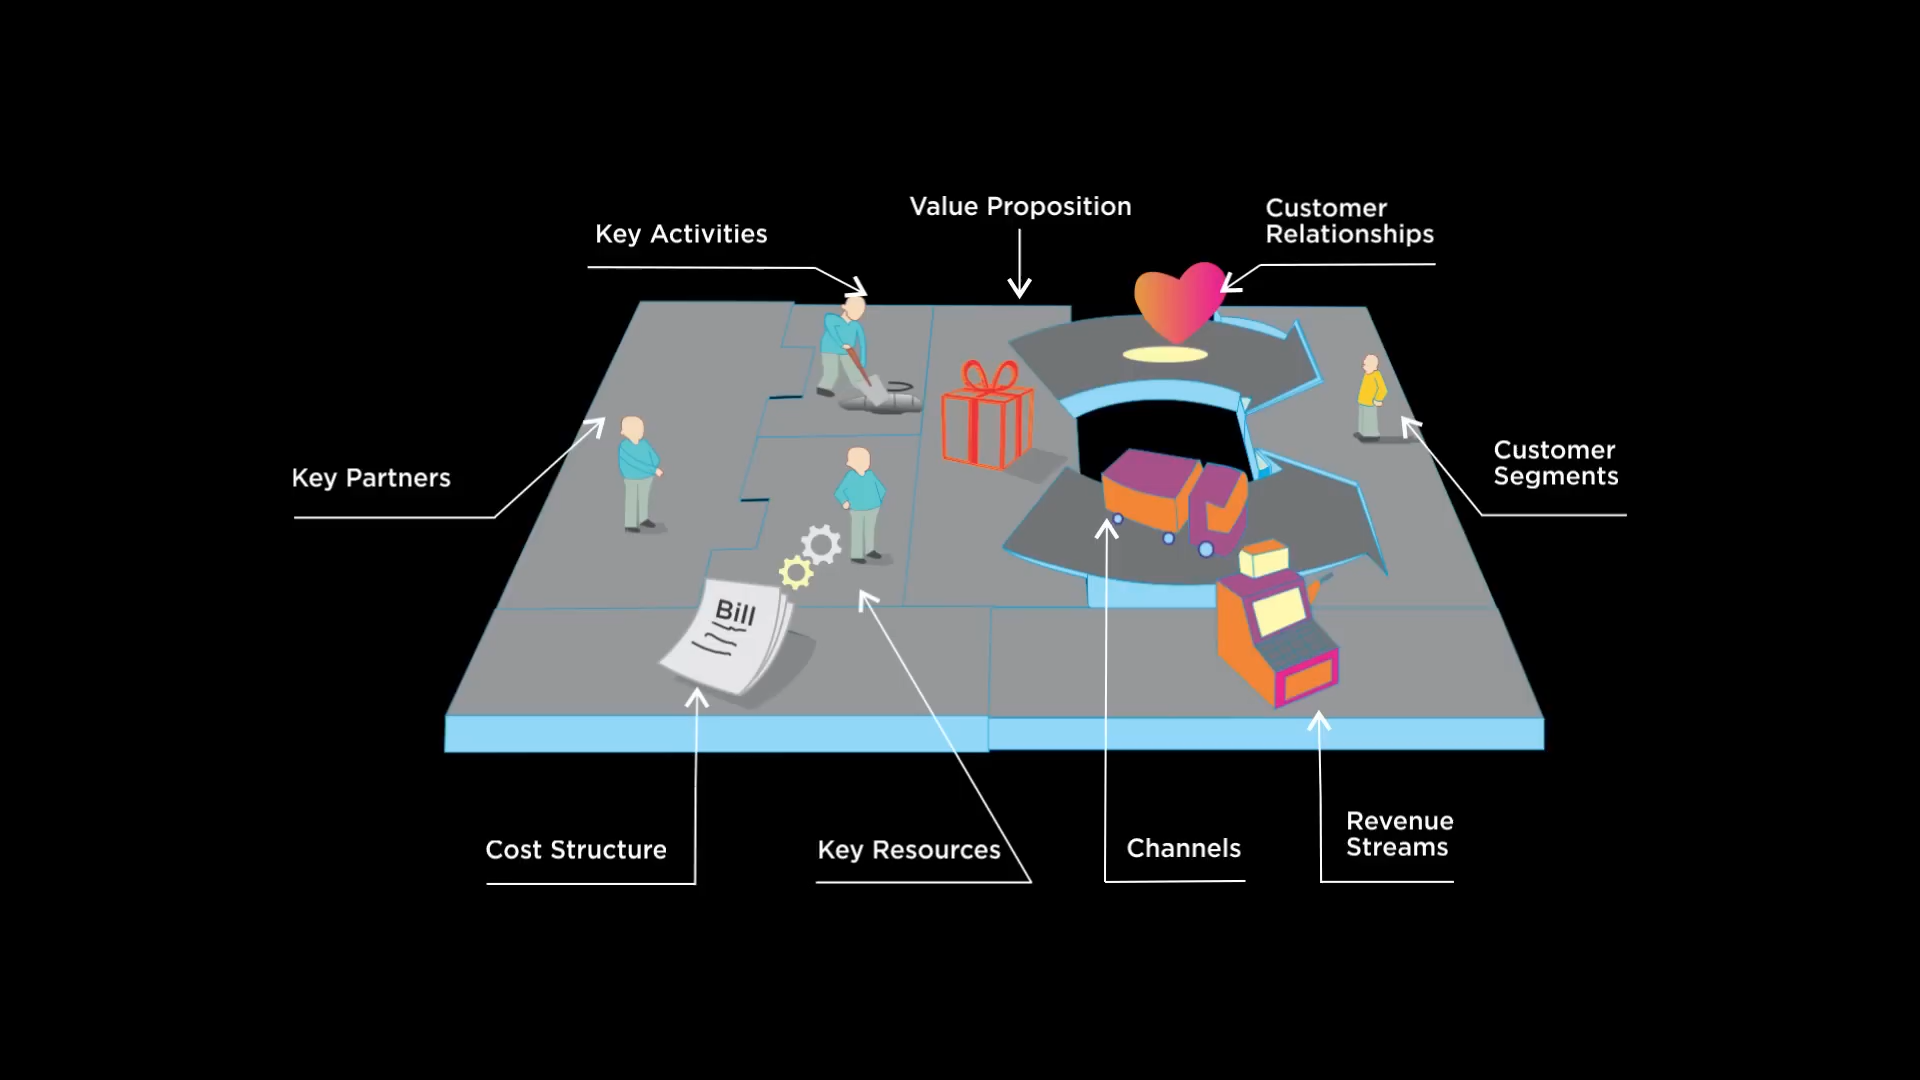 Value Proposition
Customer
Relationships
Key Activities
Customer
Segments
Key Partners
Bill
Revenue
Streams
Cost Structure
Key Resources
Channels